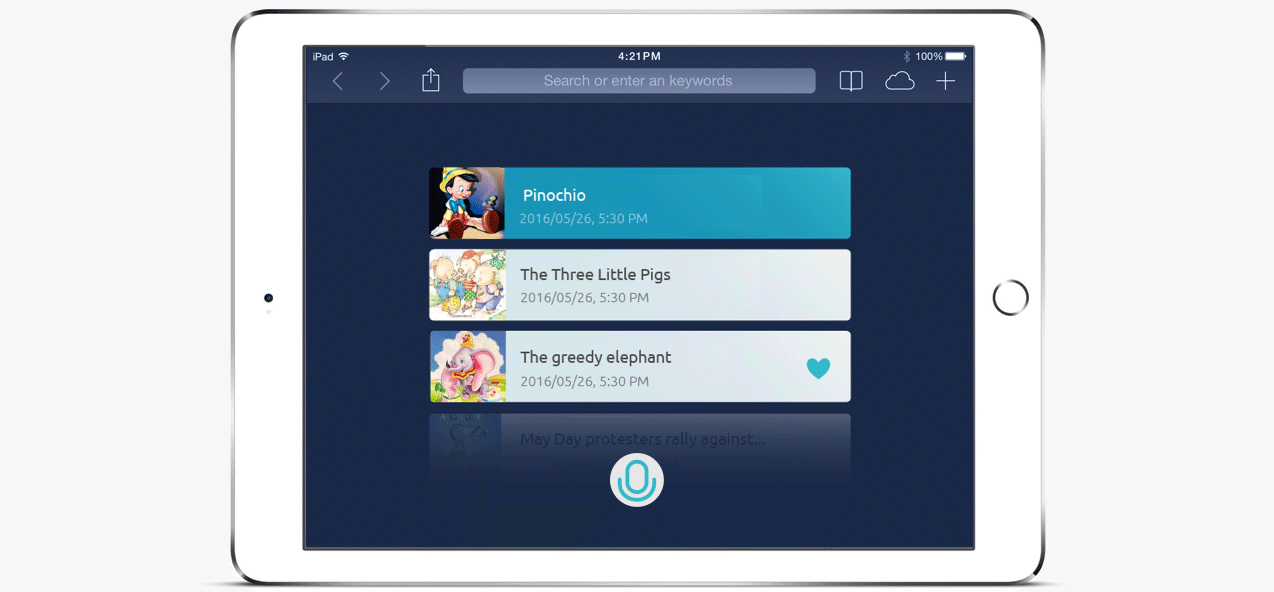 iPad 4:21PM 100%
Search or enter an keywords
Pinochio
2016/05/26, 5:30 PM
The Three Little Pigs
2016/05/26, 5:30 PM
The greedy elephant
2016/05/26, 5:30 PM
May Day protesters rally against...